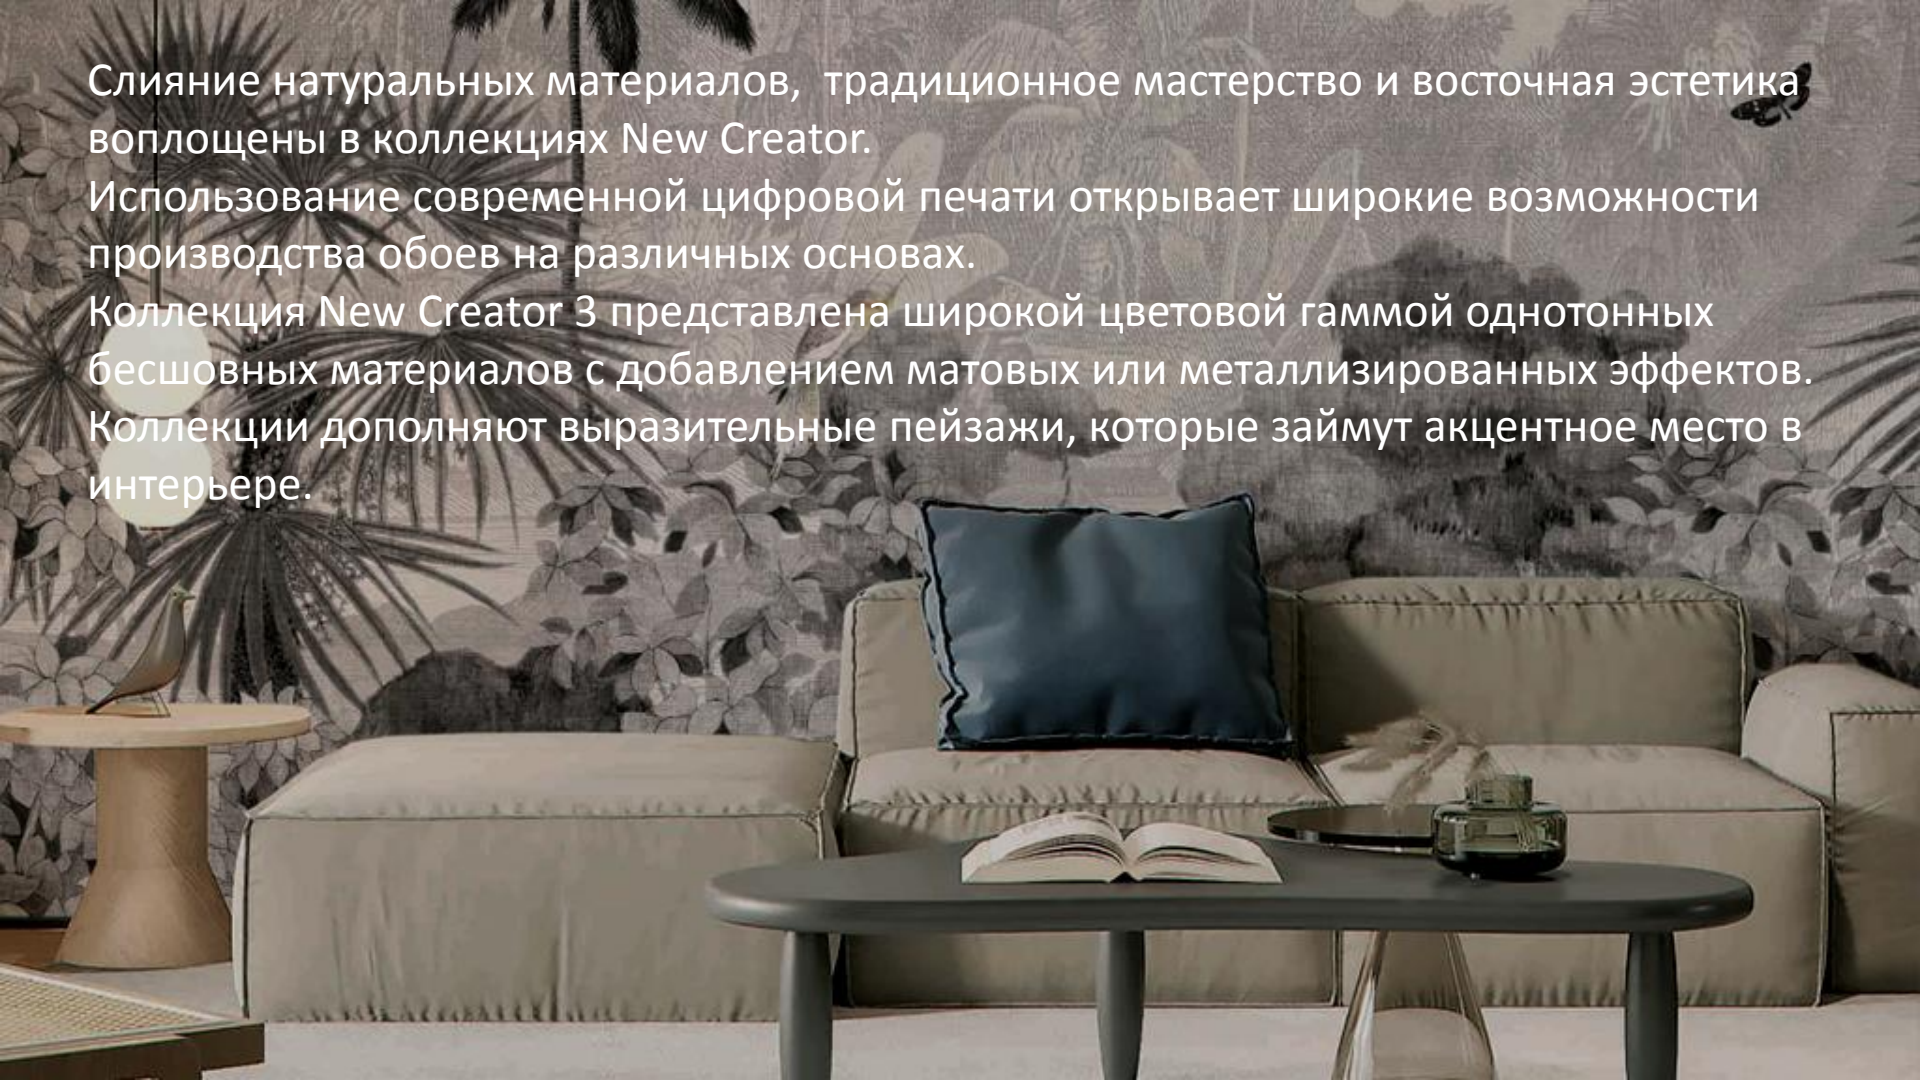 Слияние натуральных материалов,  традиционное мастерство и восточная эстетика
воплощены в коллекциях New Creator.
Использование современной цифровой печати открывает широкие возможности
производства обоев на различных основах.
Коллекция New Creator 3 представлена широкой цветовой гаммой однотонных
бесшовных материалов с добавлением матовых или металлизированных эффектов.
Коллекции дополняют выразительные пейзажи, которые займут акцентное место в
интерьере.